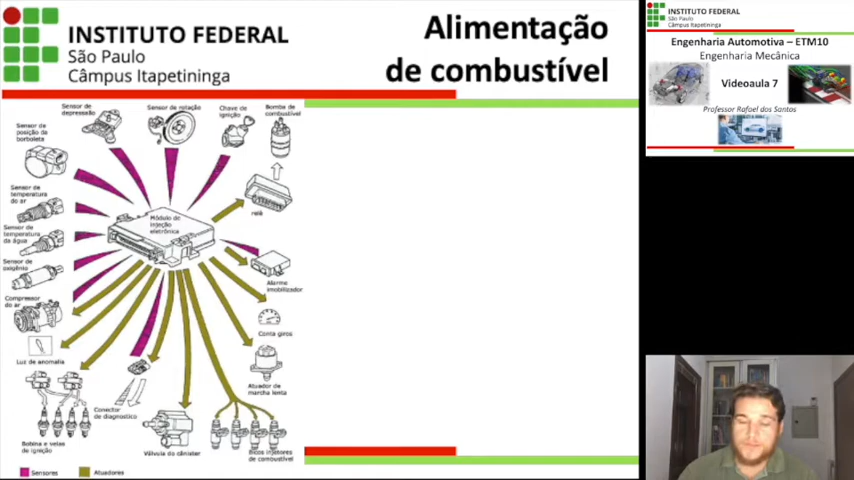 INSTITUTO FEDERAL
São Paulo
Câmpus Itapetininga
Alimentação
de combustível
Sensor de
depressão
Sensor de rotação
Chave de
ignição
Bomba de
combustível
Sensor de
posição da
borboleta
Sensor de
temperatura
do ar
Sensor de
temperatura
da água
Sensor de
oxigênio
Compressor
do ar
Módulo de
injeção
eletrônica
relé
Alarme
imobilizador
Conta giros
Luz de anomalia
Atuador de
marcha lenta
Conector
de diagnostico
Bobina e velas
de ignição
Válvula do cânister
Bicos injetores
de combustível
Sensores
Atuadores
INSTITUTO FEDERAL
São Paulo
Câmpus Itapetininga
Engenharia Automotiva – ETM10
Engenharia Mecânica
Videoaula 7
Professor Rafael dos Santos